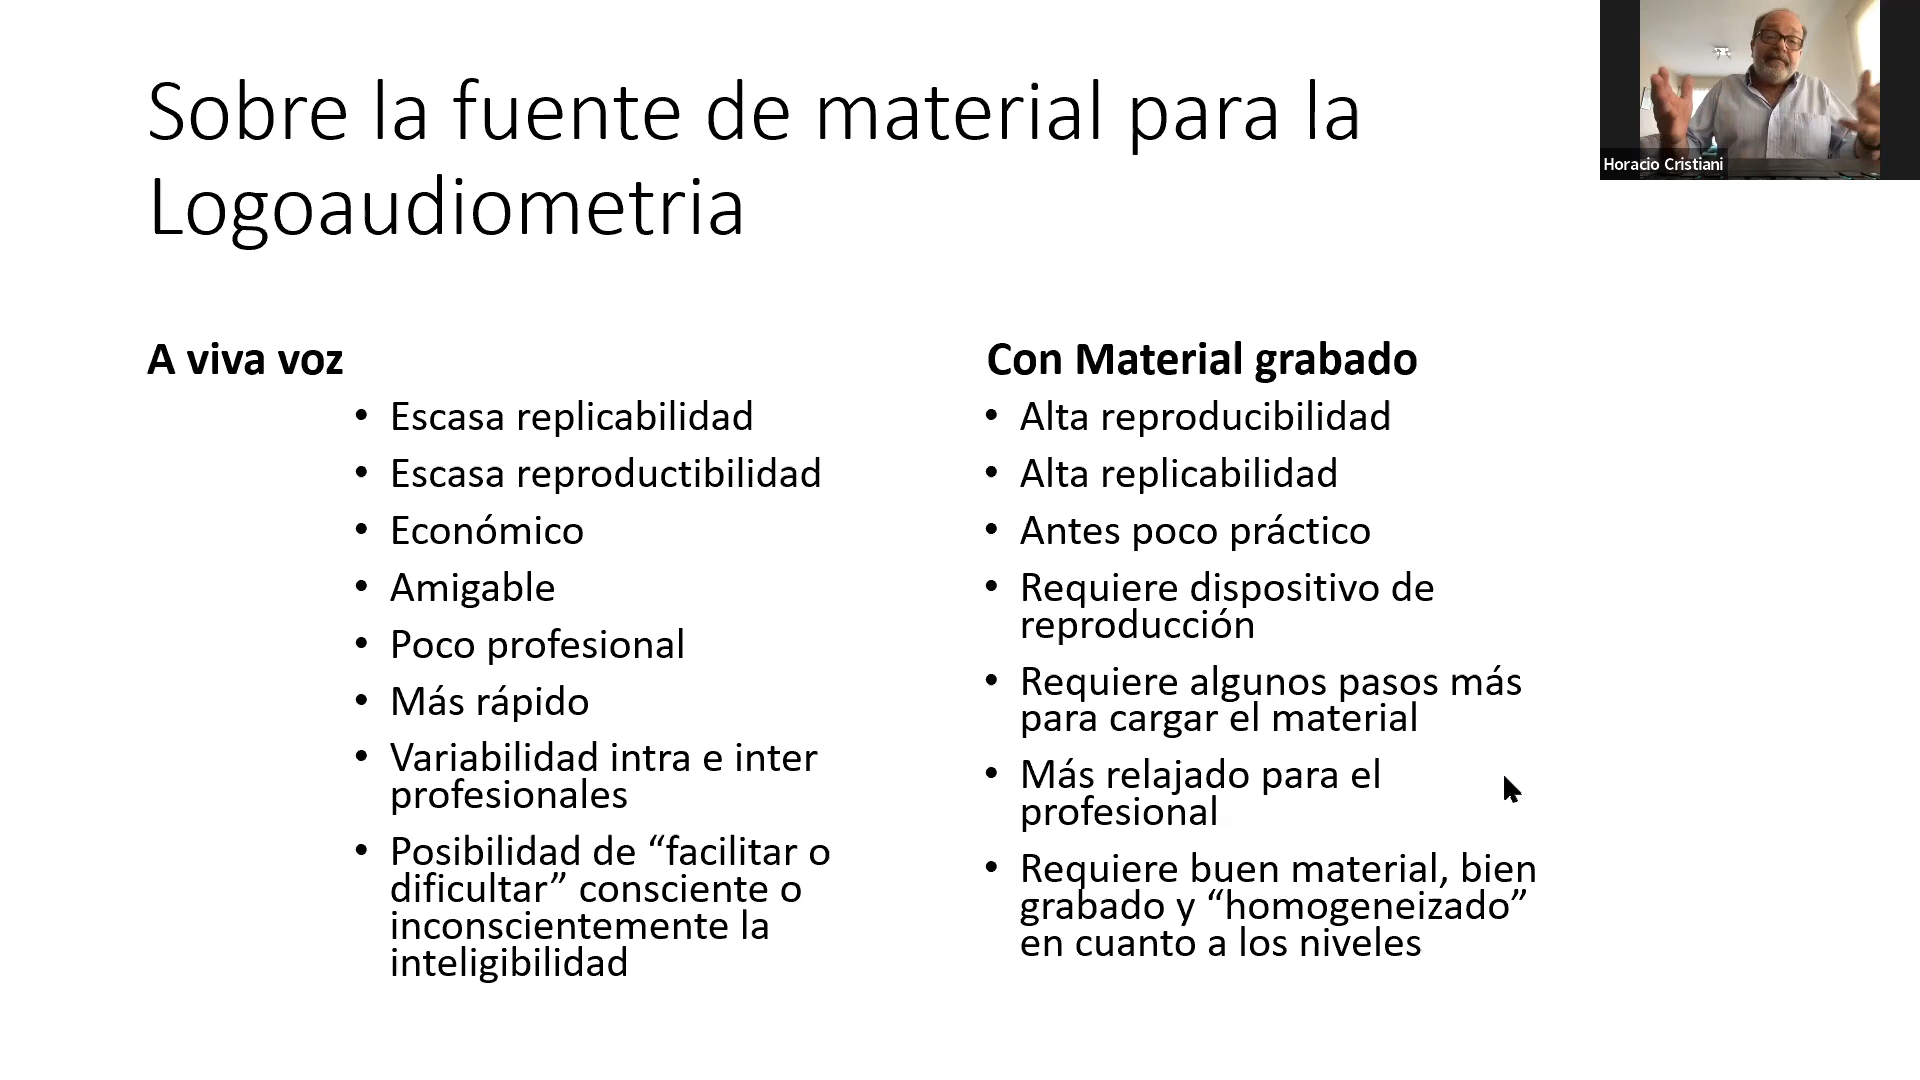 Sobre la fuente de material para la
Logoaudiometria
Horacio Cristiani
A viva voz
• Escasa replicabilidad
• Escasa reproductibilidad
• Económico
• Amigable
• Poco profesional
• Más rápido
• Variabilidad intra e inter
profesionales
• Posibilidad de “facilitar o
dificultar” consciente o
inconscientemente la
inteligibilidad
Con Material grabado
• Alta reproducibilidad
• Alta replicabilidad
• Antes poco práctico
• Requiere dispositivo de
reproducción
• Requiere algunos pasos más
para cargar el material
• Más relajado para el
profesional
• Requiere buen material, bien
grabado y “homogeneizado”
en cuanto a los niveles